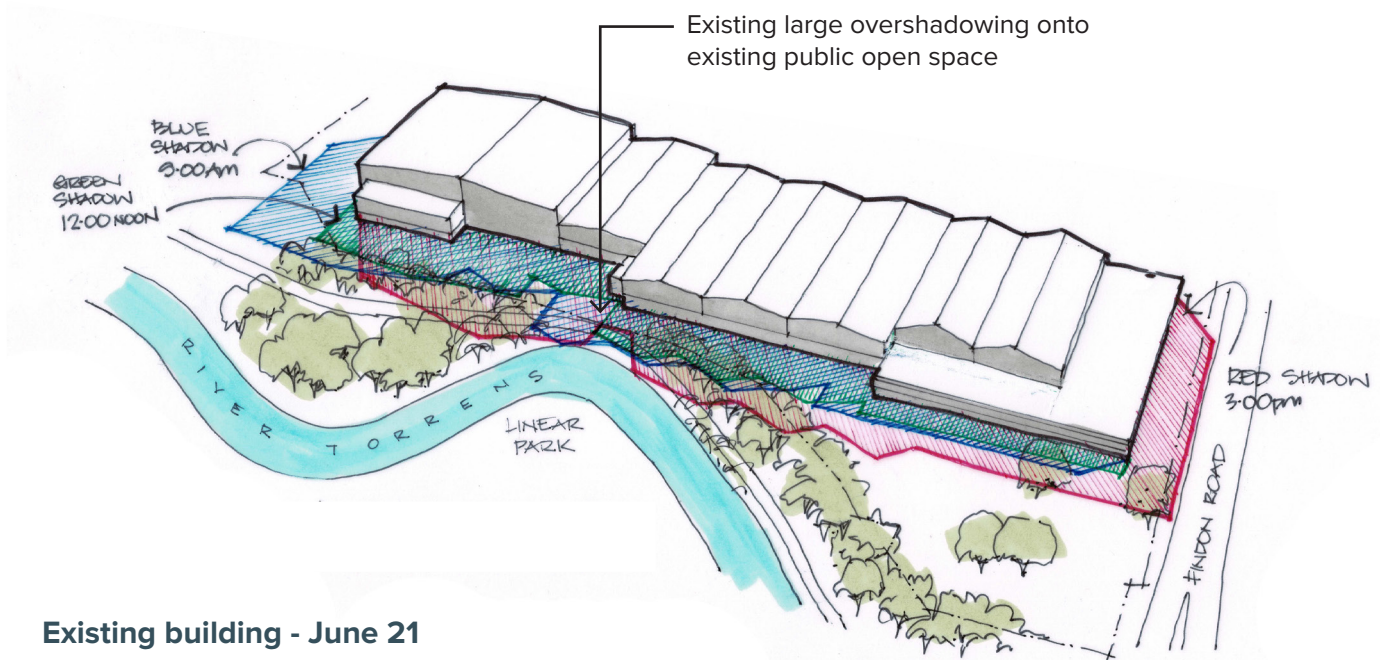 Existing large overshadowing onto
existing public open space
BLUE
SHADOW
9:00AM
GREEN
SHADOW
12:00 NOON
RIVER TORRENS
LINEAR
PARK
RED SHADOW
3:00pm
FINDON ROAD
Existing building - June 21